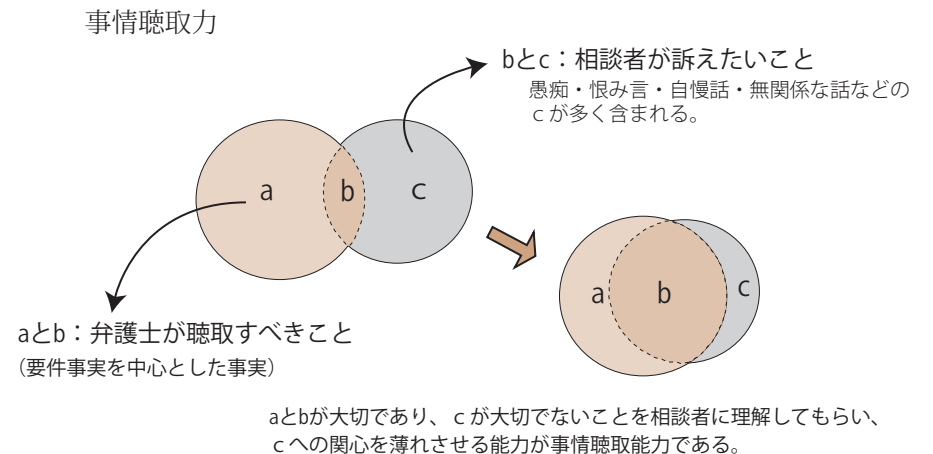 事情聴取力
bとc：相談者が訴えたいこと
愚痴・恨み言・自慢話・無関係な話などの
ｃが多く含まれる。
a
b
c
aとb：弁護士が聴取すべきこと
（要件事実を中心とした事実）
a
b
c
aとbが大切であり、ｃが大切でないことを相談者に理解してもらい、
ｃへの関心を薄れさせる能力が事情聴取能力である。